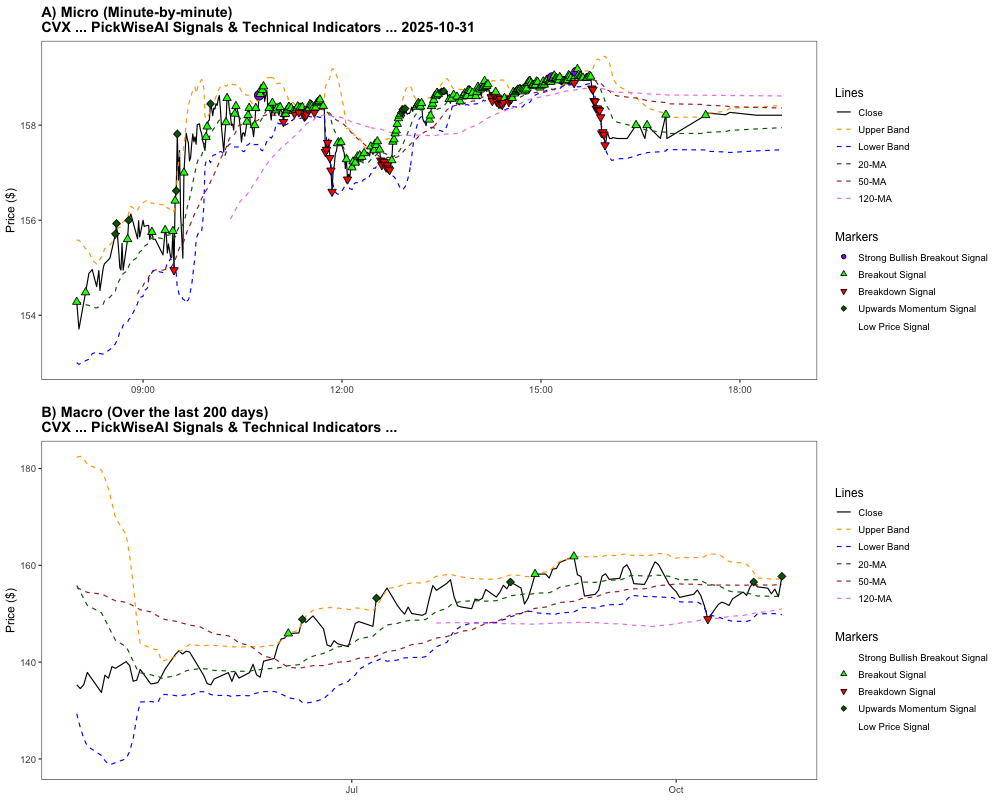 A) Micro (Minute-by-minute)
CVX ... PickWiseAI Signals & Technical Indicators ... 2025-10-31
Price ($)
158
156
154
09:00
12:00
15:00
18:00
Lines
Close
Upper Band
Lower Band
20-MA
50-MA
120-MA
Markers
Strong Bullish Breakout Signal
Breakout Signal
Breakdown Signal
Upwards Momentum Signal
Low Price Signal
B) Macro (Over the last 200 days)
CVX ... PickWiseAI Signals & Technical Indicators ...
Price ($)
180
160
140
120
Jul
Oct
Lines
Close
Upper Band
Lower Band
20-MA
50-MA
120-MA
Markers
Strong Bullish Breakout Signal
Breakout Signal
Breakdown Signal
Upwards Momentum Signal
Low Price Signal